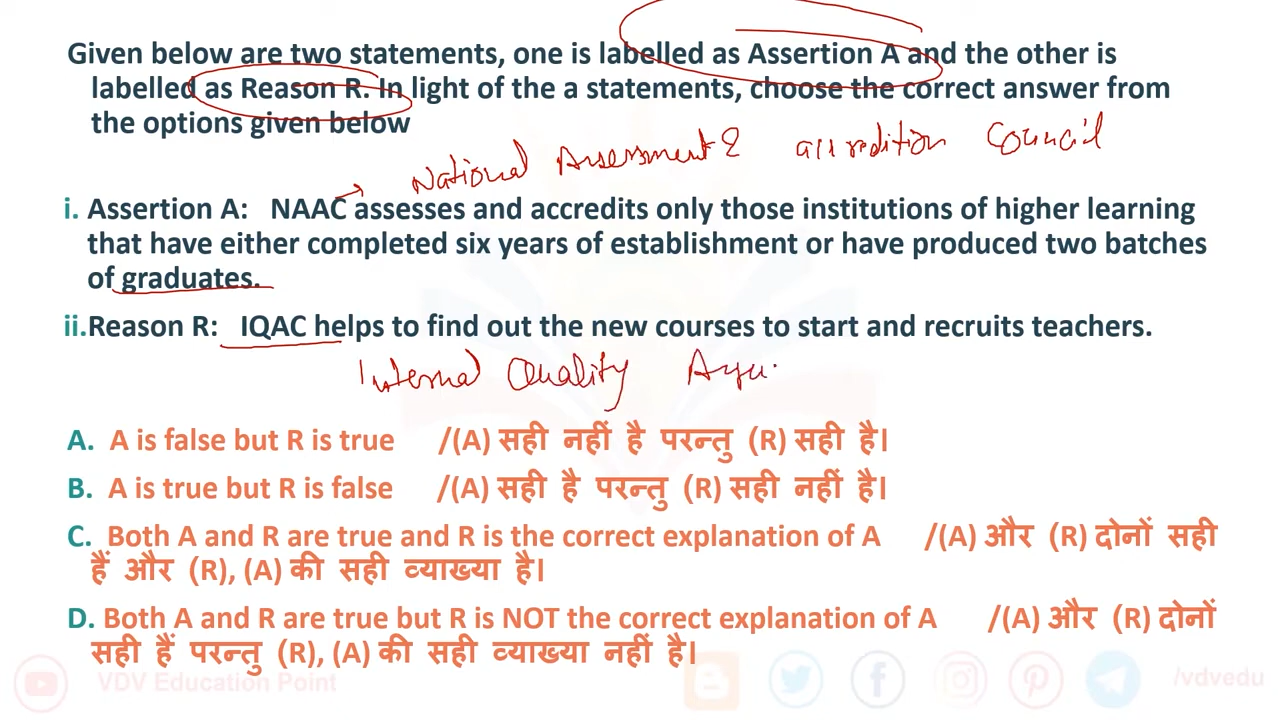 Given below are two statements, one is labelled as Assertion A and the other is
labelled as Reason R. In light of the a statements, choose the correct answer from
the options given below
National Assessment & accredition Council
i. Assertion A: NAAC assesses and accredits only those institutions of higher learning
that have either completed six years of establishment or have produced two batches
of graduates.
ii.Reason R: IQAC helps to find out the new courses to start and recruits teachers.
Internal Quality
A. A is false but R is true /(A) सही नहीं है परन्तु (R) सही है।
B. A is true but R is false /(A) सही है परन्तु (R) सही नहीं है।
C. Both A and R are true and R is the correct explanation of A /(A) और (R) दोनों सही
हैं और (R), (A) की सही व्याख्या है।
D. Both A and R are true but R is NOT the correct explanation of A /(A) और (R) दोनों
सही हैं परन्तु (R), (A) की सही व्याख्या नहीं है।
VDV Education Point /vdvedu